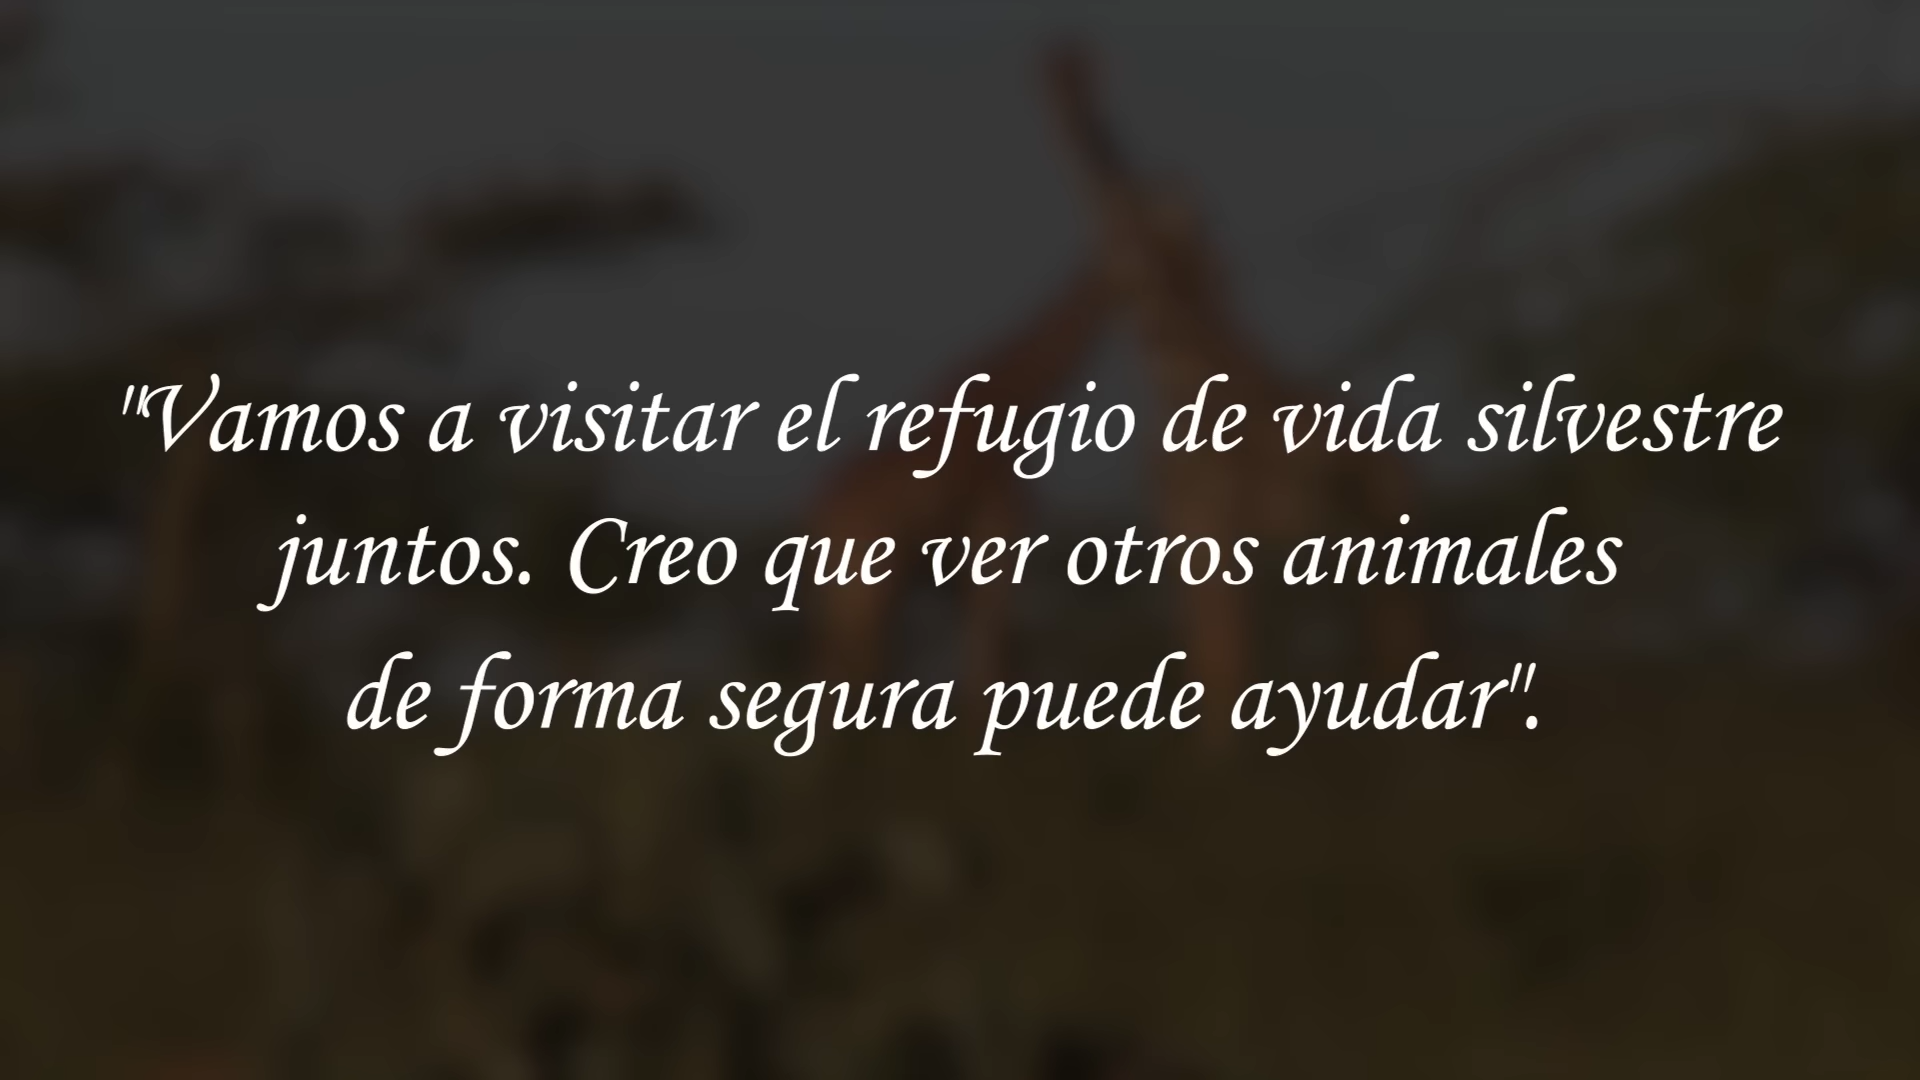 "Vamos a visitar el refugio de vida silvestre
juntos. Creo que ver otros animales
de forma segura puede ayudar".